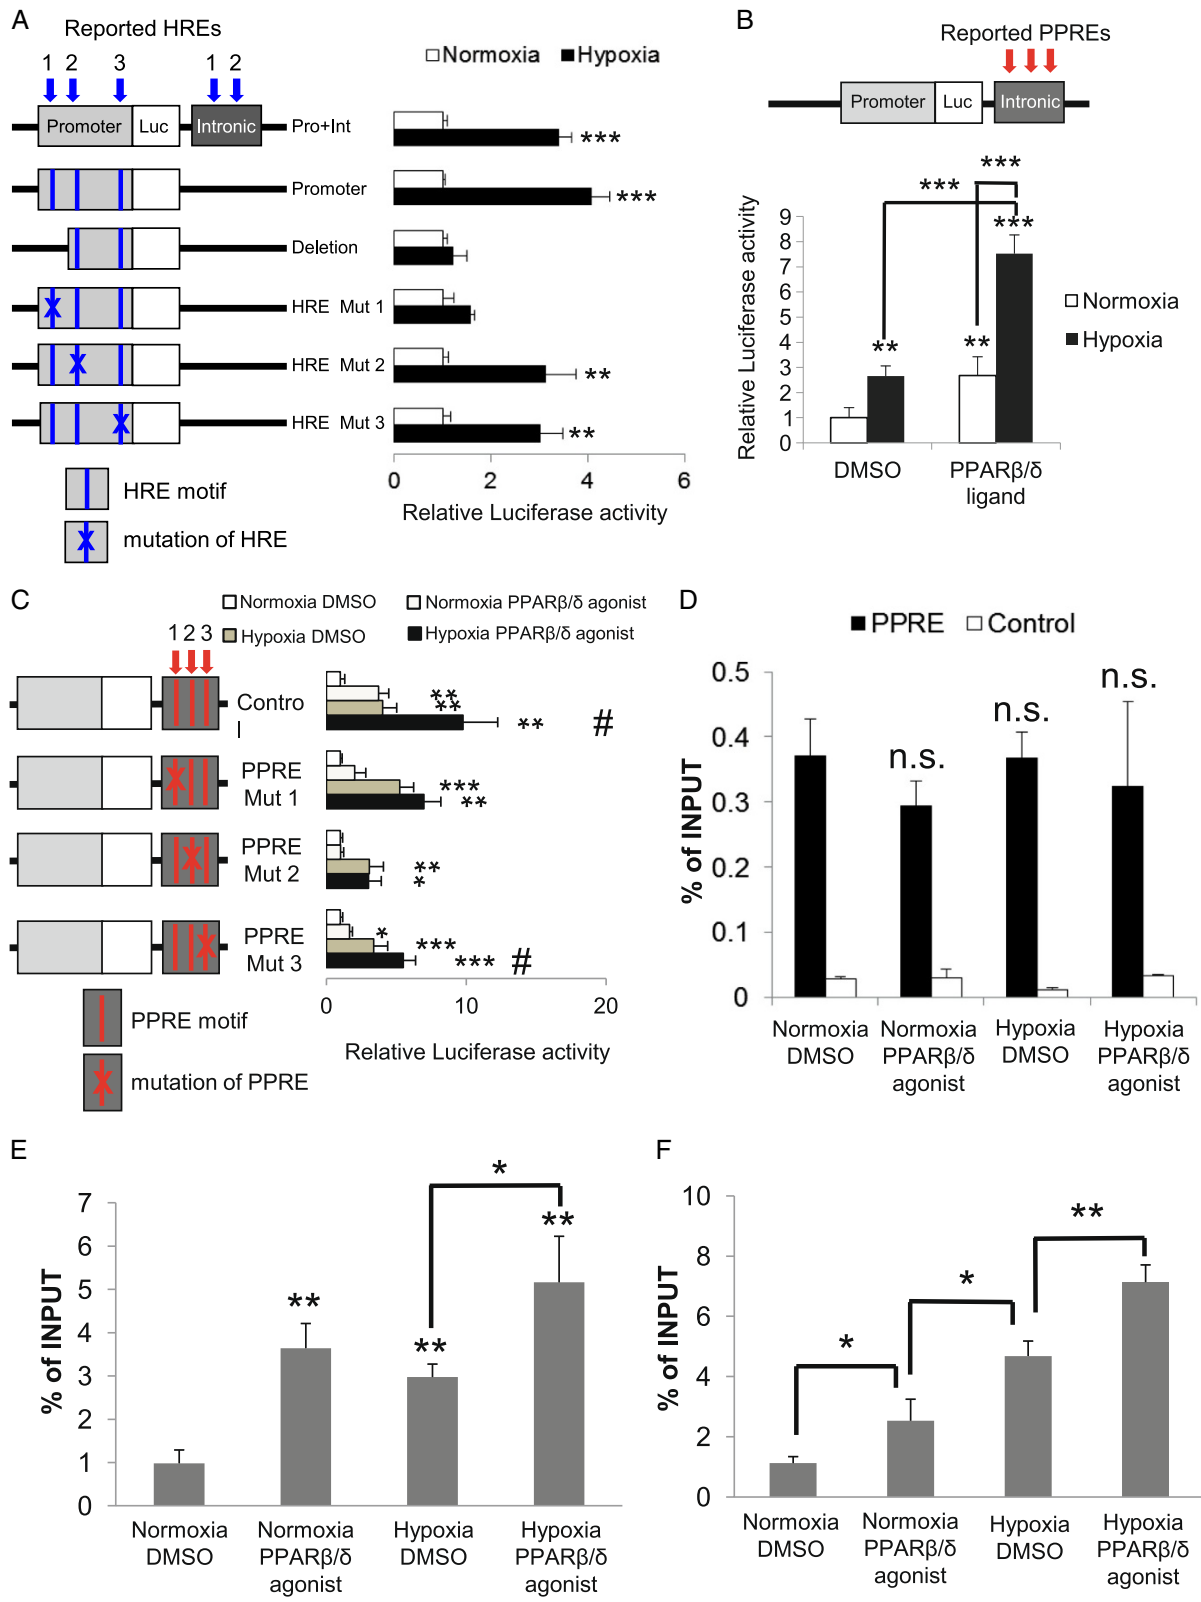 A
Reported HREs
1 2 3 1 2
Promoter Luc Intronic
Pro+Int
Promoter
Deletion
HRE Mut 1
HRE Mut 2
HRE Mut 3
HRE motif
mutation of HRE
Normoxia Hypoxia
***
***
**
**
0 2 4 6
Relative Luciferase activity
B
Reported PPREs
Promoter Luc Intronic
***
***
***
**
**
Relative Luciferase activity
9
8
7
6
5
4
3
2
1
0
Normoxia
Hypoxia
DMSO
PPARβ/δ
ligand
C
Normoxia DMSO
Normoxia PPARβ/δ agonist
Hypoxia DMSO
Hypoxia PPARβ/δ agonist
1 2 3
Contro
l
**
**
** #
PPRE
Mut 1
***
**
PPRE
Mut 2
**
*
PPRE
Mut 3
*
***
*** #
0 10 20
Relative Luciferase activity
PPRE motif
mutation of PPRE
D
PPRE Control
% of INPUT
0.5
0.4
0.3
0.2
0.1
0
n.s.
n.s.
n.s.
Normoxia
DMSO
Normoxia
PPARβ/δ
agonist
Hypoxia
DMSO
Hypoxia
PPARβ/δ
agonist
E
% of INPUT
7
6
5
4
3
2
1
0
**
**
*
**
Normoxia
DMSO
Normoxia
PPARβ/δ
agonist
Hypoxia
DMSO
Hypoxia
PPARβ/δ
agonist
F
% of INPUT
10
8
6
4
2
0
*
*
**
Normoxia
DMSO
Normoxia
PPARβ/δ
agonist
Hypoxia
DMSO
Hypoxia
PPARβ/δ
agonist